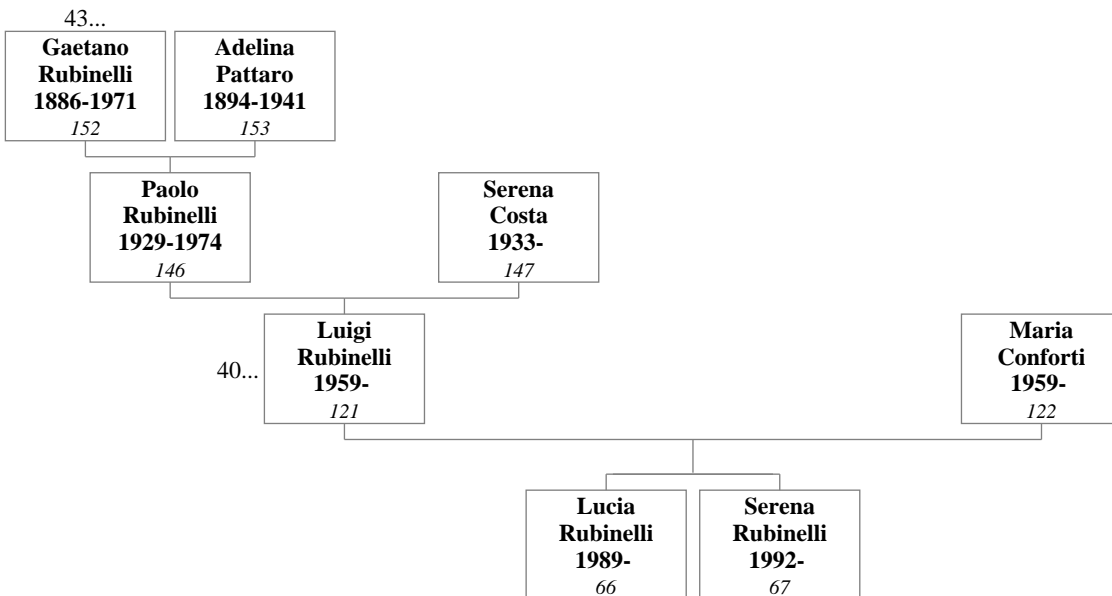 43...
Gaetano
Rubinelli
1886-1971
152
Adelina
Pattaro
1894-1941
153
Paolo
Rubinelli
1929-1974
146
Serena
Costa
1933-
147
40...
Luigi
Rubinelli
1959-
121
Maria
Conforti
1959-
122
Lucia
Rubinelli
1989-
66
Serena
Rubinelli
1992-
67